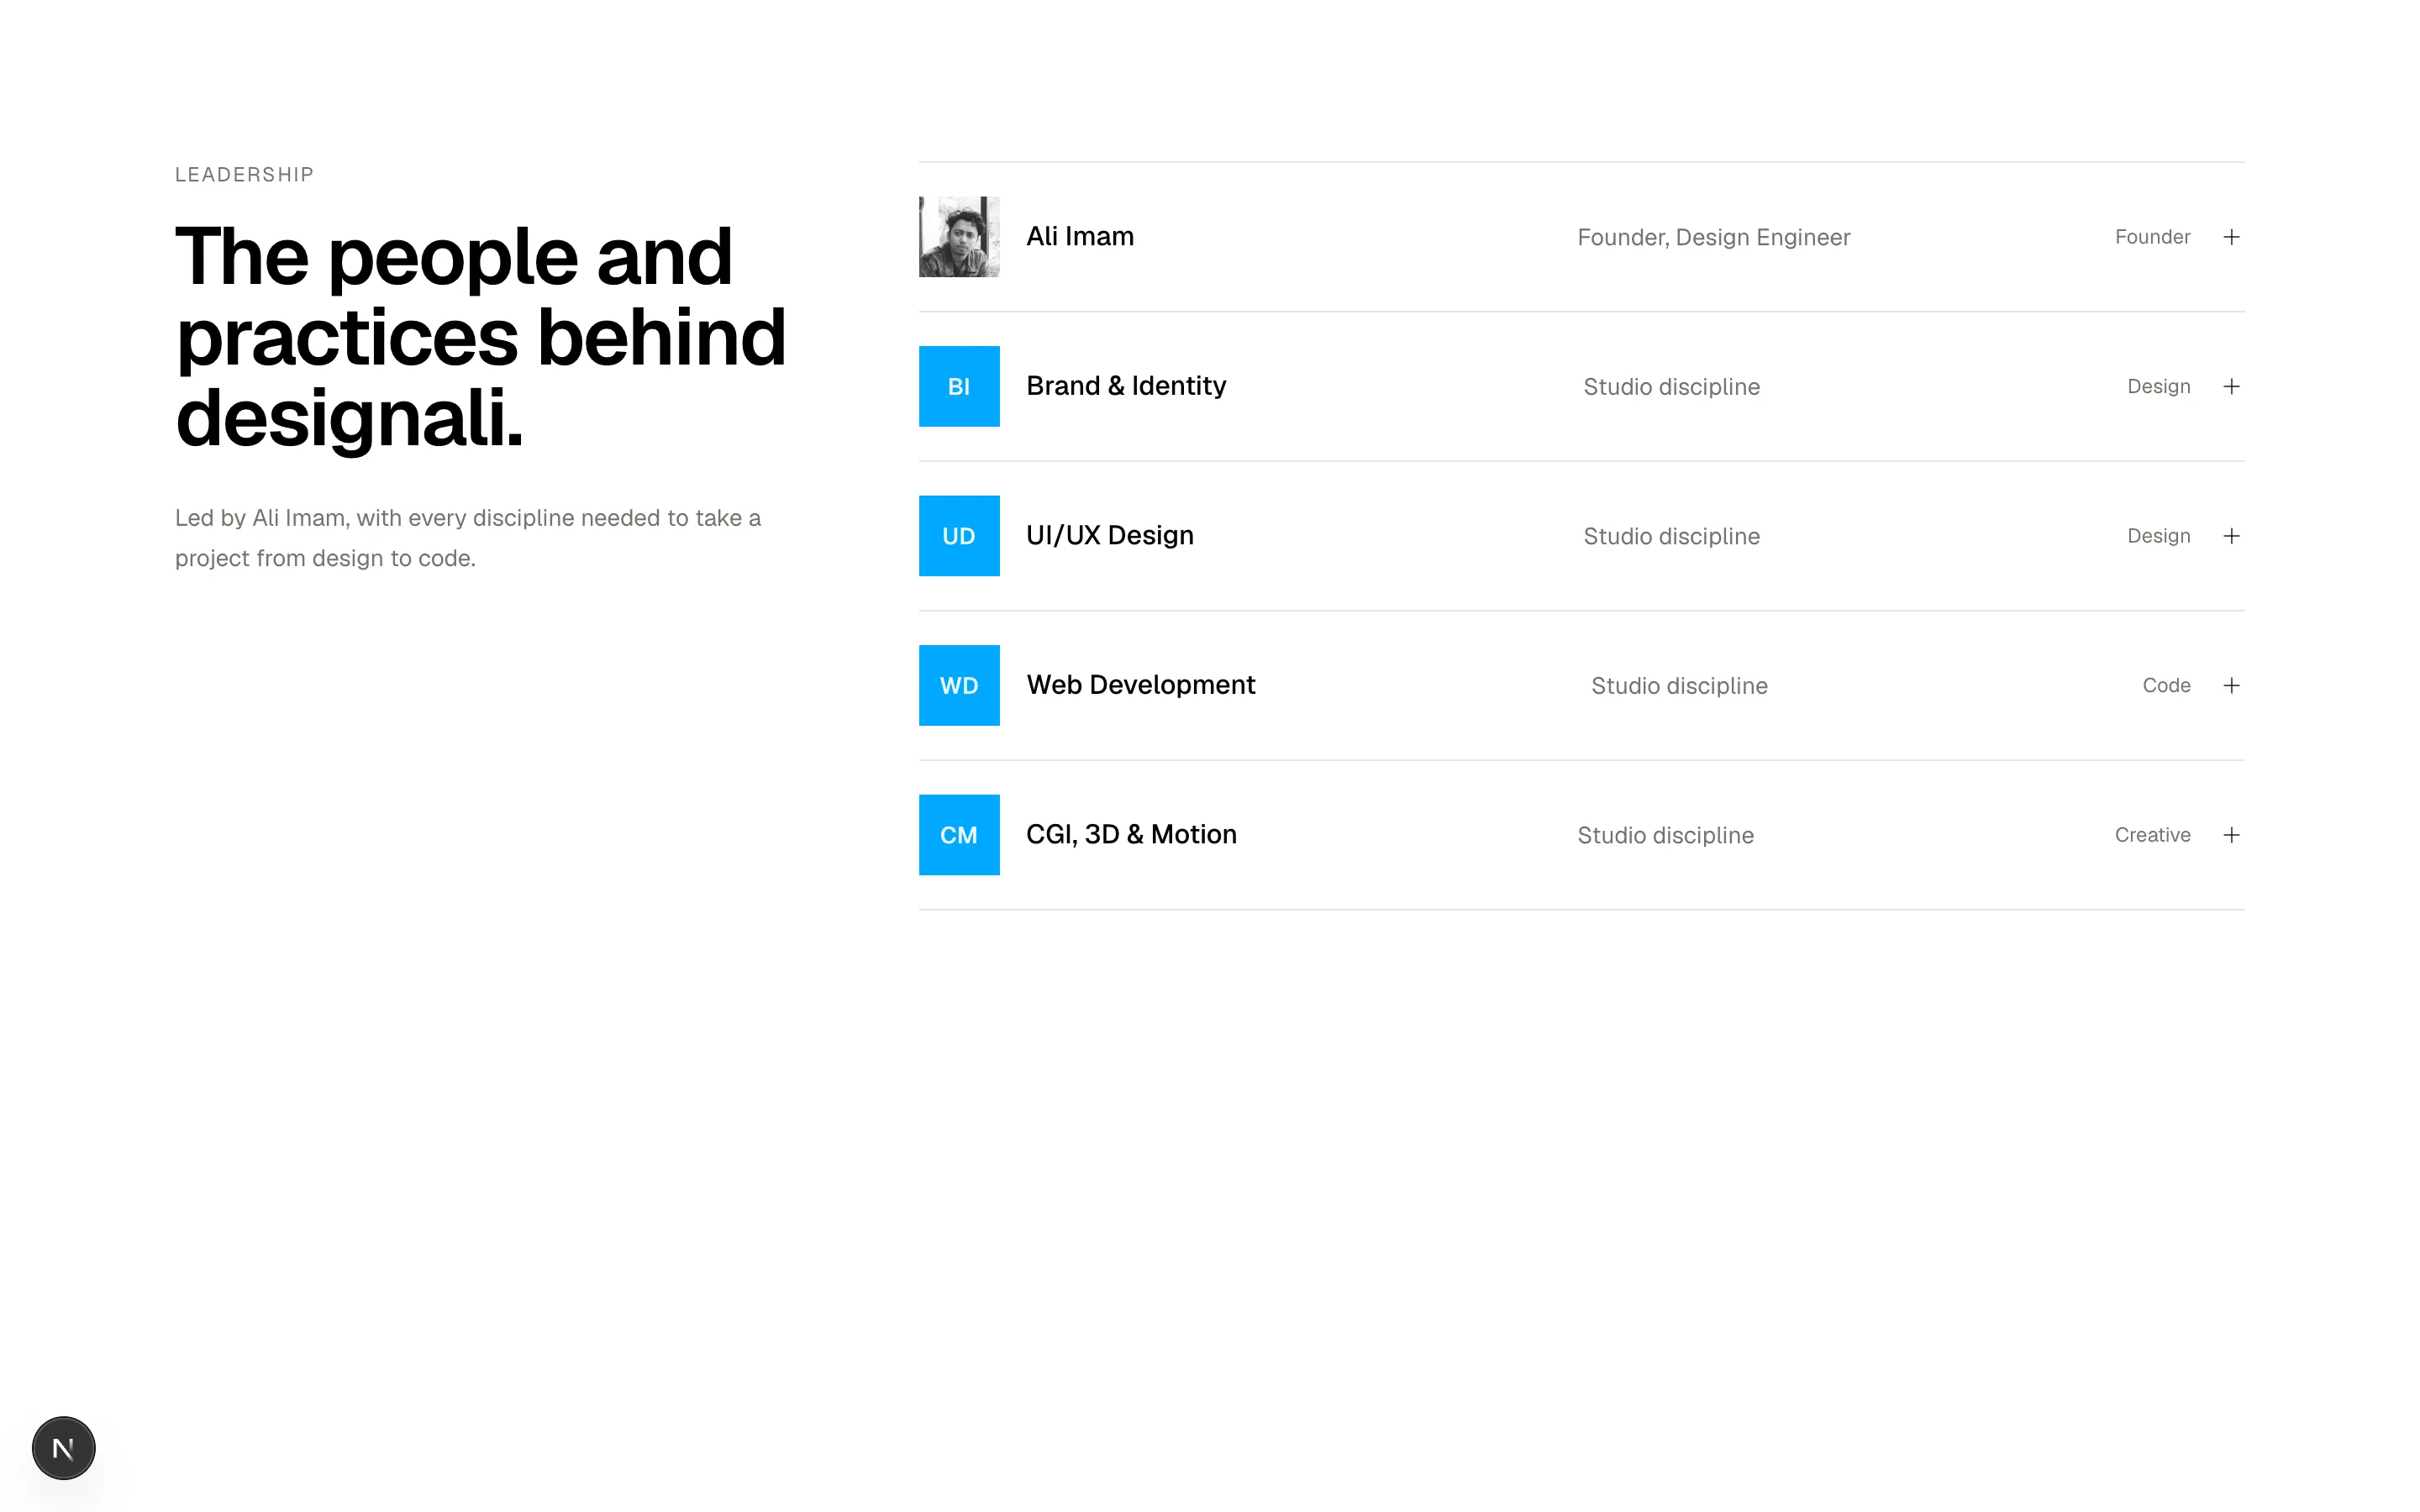 LEADERSHIP
The people and
practices behind
designali.
Led by Ali Imam, with every discipline needed to take a
project from design to code.
Ali Imam Founder, Design Engineer Founder +
BI Brand & Identity Studio discipline Design +
UD UI/UX Design Studio discipline Design +
WD Web Development Studio discipline Code +
CM CGI, 3D & Motion Studio discipline Creative +
N